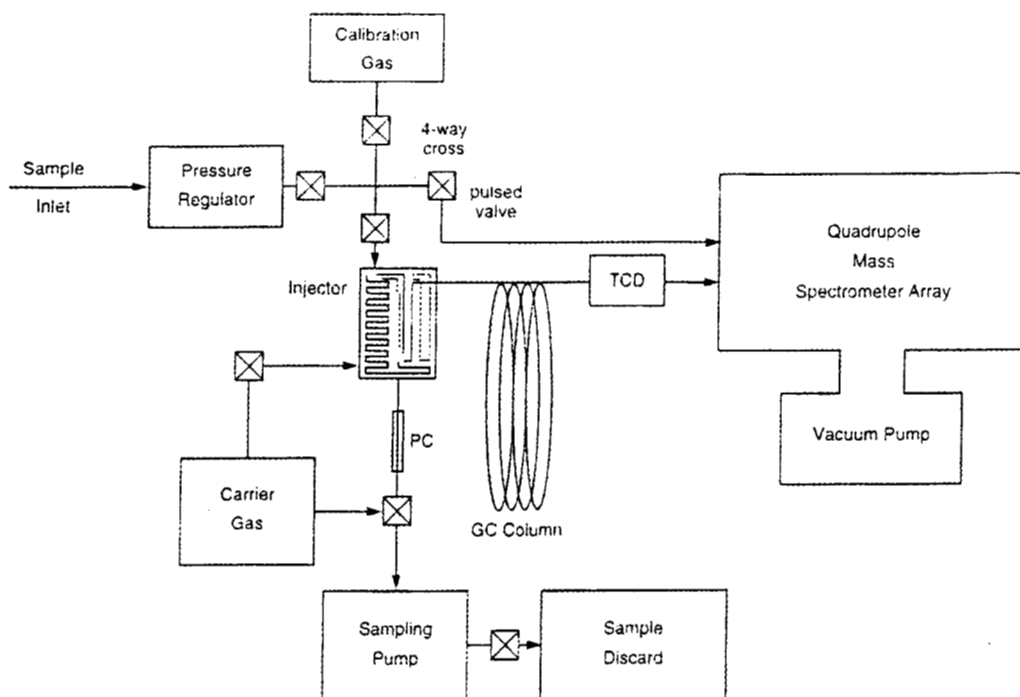 Calibration
Gas
4-way
cross
Sample
Inlet
Pressure
Regulator
pulsed
valve
Quadrupole
Mass
Spectrometer Array
Injector
TCD
PC
Vacuum Pump
Carrier
Gas
GC Column
Sampling
Pump
Sample
Discard